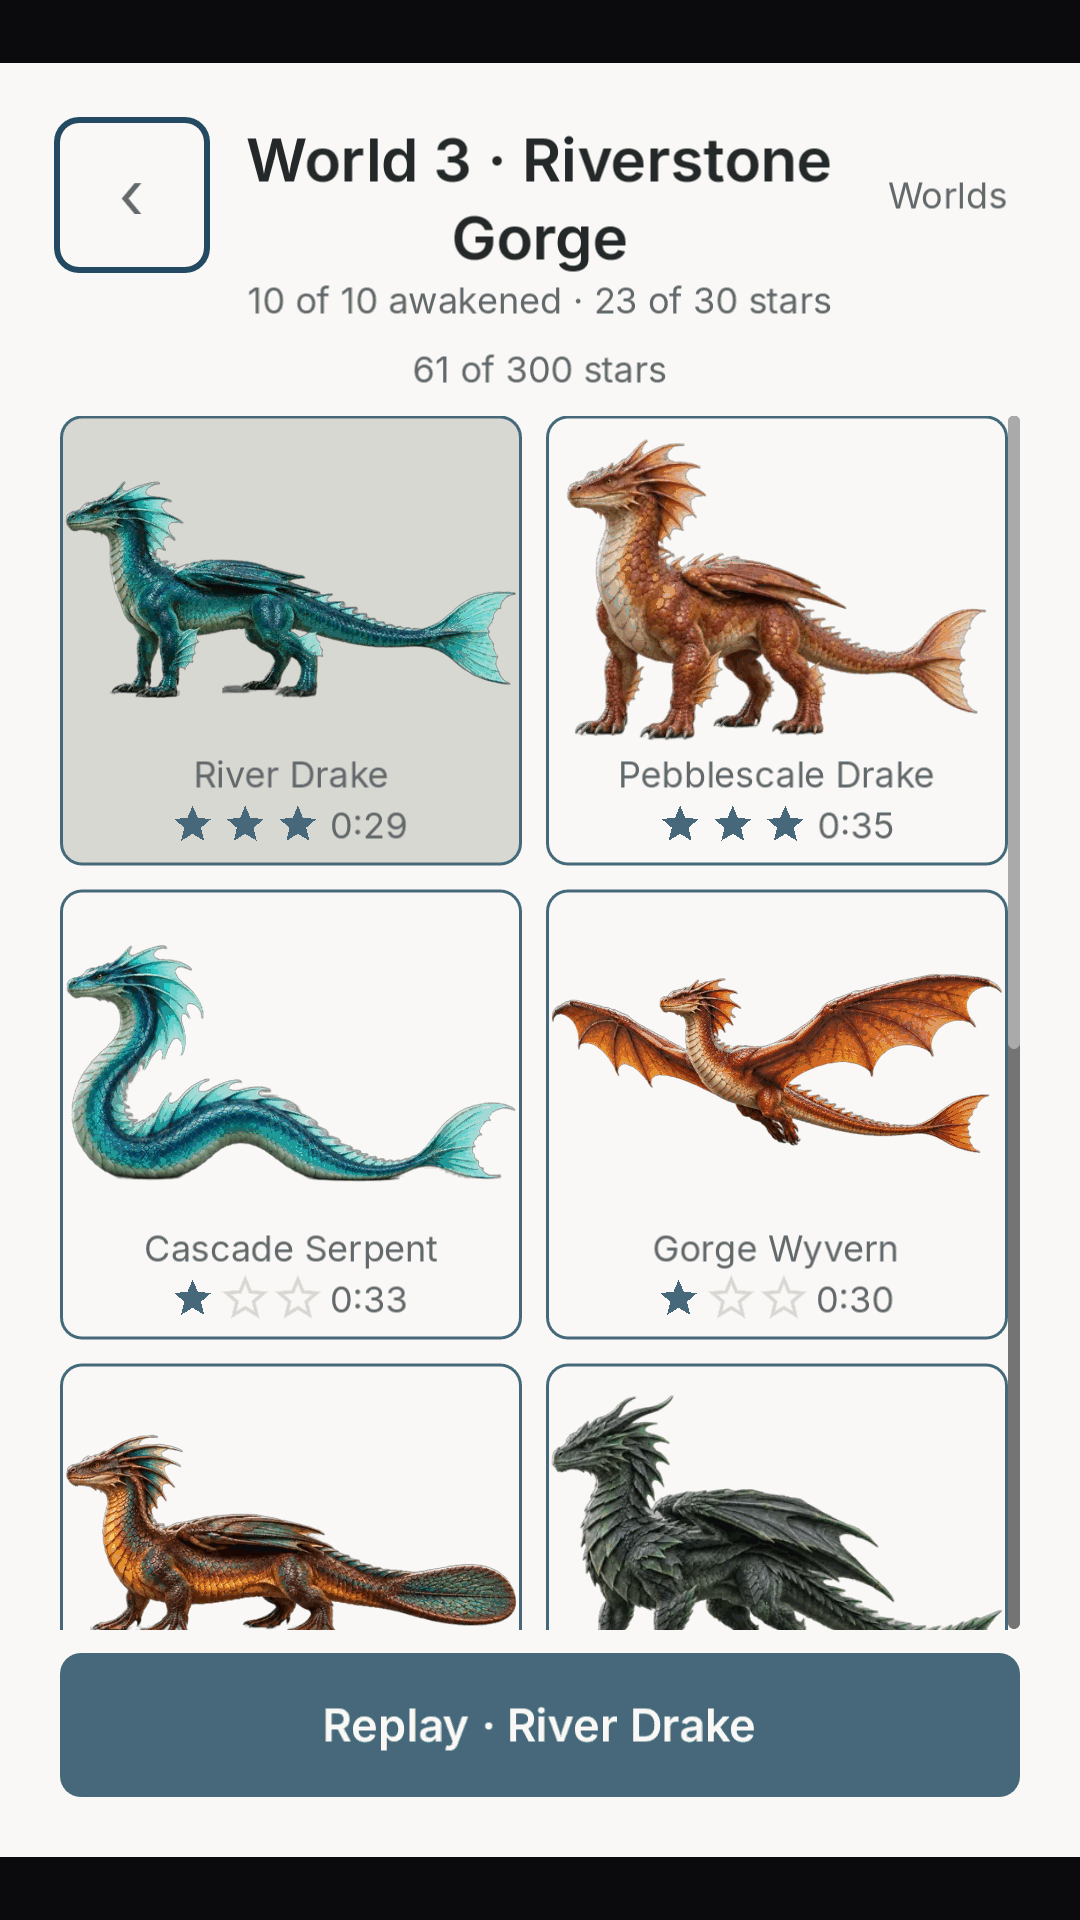 ‹
World 3 · Riverstone
Gorge
Worlds
10 of 10 awakened · 23 of 30 stars
61 of 300 stars
River Drake
0:29
Pebblescale Drake
0:35
Cascade Serpent
0:33
Gorge Wyvern
0:30
Replay · River Drake